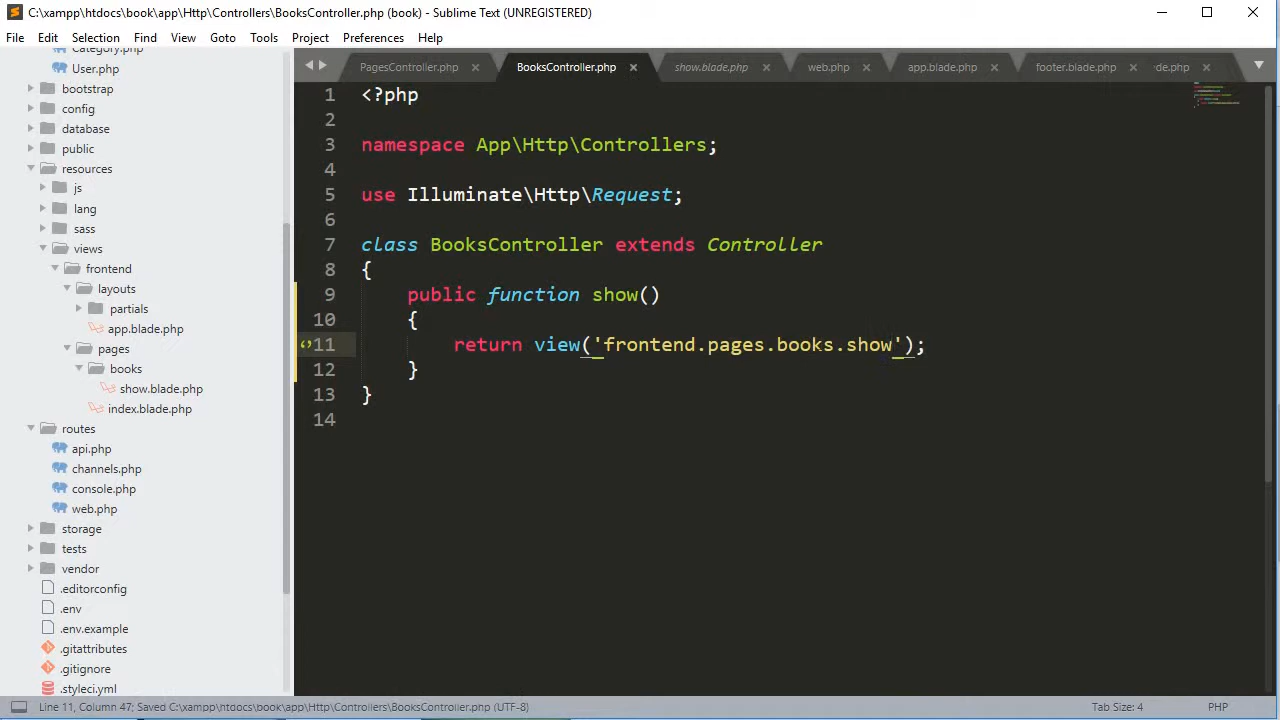 C:\xampp\htdocs\book\app\Http\Controllers\BooksController.php (book) - Sublime Text (UNREGISTERED)
File Edit Selection Find View Goto Tools Project Preferences Help
Category.php
User.php
bootstrap
config
database
public
resources
js
lang
sass
views
frontend
layouts
partials
app.blade.php
pages
books
show.blade.php
index.blade.php
routes
api.php
channels.php
console.php
web.php
storage
tests
vendor
.editorconfig
.env
.env.example
.gitattributes
.gitignore
.styleci.yml
PagesController.php BooksController.php show.blade.php web.php app.blade.php footer.blade.php de.php
1 <?php
2
3 namespace App\Http\Controllers;
4
5 use Illuminate\Http\Request;
6
7 class BooksController extends Controller
8 {
9 public function show()
10 {
11 return view('frontend.pages.books.show');
12 }
13 }
14
Line 11, Column 47; Saved C:\xampp\htdocs\book\app\Http\Controllers\BooksController.php (UTF-8) Tab Size: 4 PHP